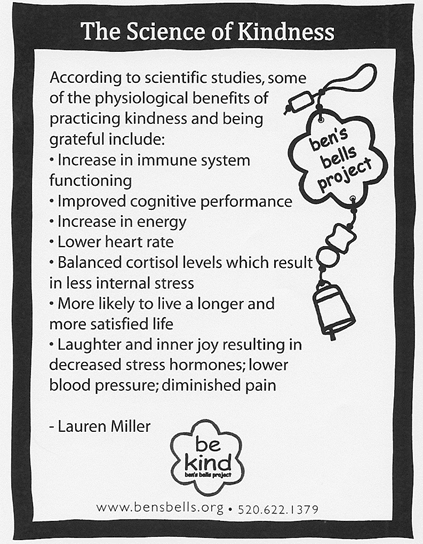 The Science of Kindness
According to scientific studies, some
of the physiological benefits of
practicing kindness and being
grateful include:
• Increase in immune system
functioning
• Improved cognitive performance
• Increase in energy
• Lower heart rate
• Balanced cortisol levels which result
in less internal stress
• More likely to live a longer and
more satisfied life
• Laughter and inner joy resulting in
decreased stress hormones; lower
blood pressure; diminished pain
- Lauren Miller
ben's
bells
project
be
kind
ben's bells project
www.bensbells.org • 520.622.1379